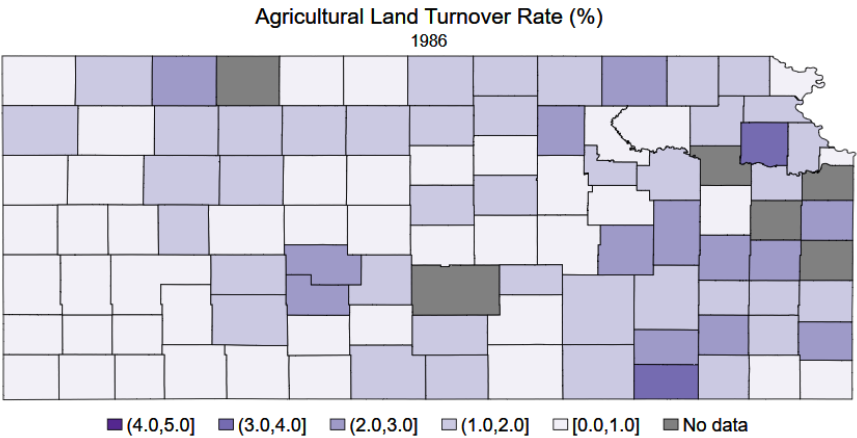 Agricultural Land Turnover Rate (%)
1986
(4.0,5.0] (3.0,4.0] (2.0,3.0] (1.0,2.0] [0.0,1.0] No data